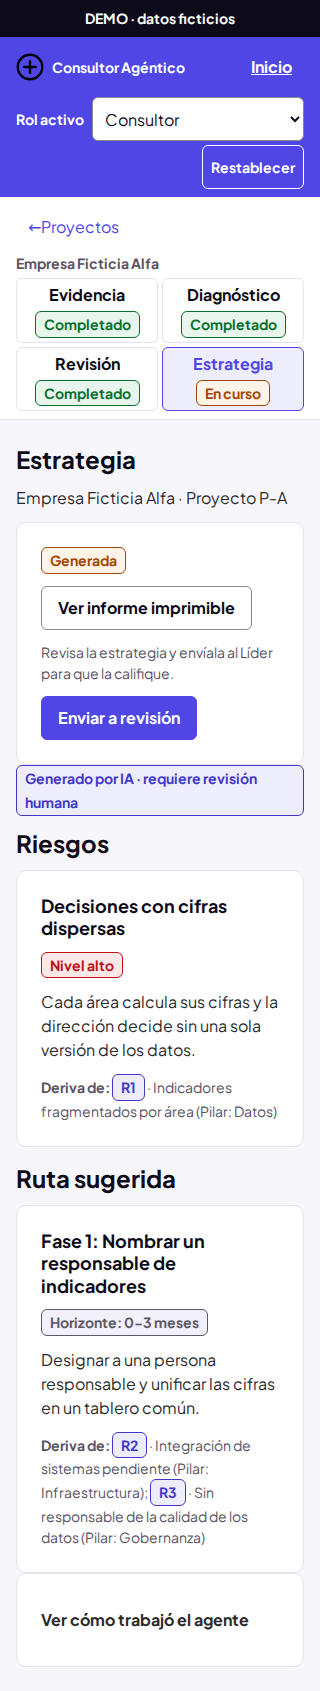 DEMO · datos ficticios
Consultor Agéntico
Inicio
Rol activo
Consultor
Restablecer
←Proyectos
Empresa Ficticia Alfa
Evidencia
Completado
Diagnóstico
Completado
Revisión
Completado
Estrategia
En curso
Estrategia
Empresa Ficticia Alfa · Proyecto P-A
Generada
Ver informe imprimible
Revisa la estrategia y envíala al Líder
para que la califique.
Enviar a revisión
Generado por IA · requiere revisión
humana
Riesgos
Decisiones con cifras
dispersas
Nivel alto
Cada área calcula sus cifras y la
dirección decide sin una sola
versión de los datos.
Deriva de: R1 · Indicadores
fragmentados por área (Pilar: Datos)
Ruta sugerida
Fase 1: Nombrar un
responsable de
indicadores
Horizonte: 0–3 meses
Designar a una persona
responsable y unificar las cifras
en un tablero común.
Deriva de: R2 · Integración de
sistemas pendiente (Pilar:
Infraestructura); R3 · Sin
responsable de la calidad de los
datos (Pilar: Gobernanza)
Ver cómo trabajó el agente